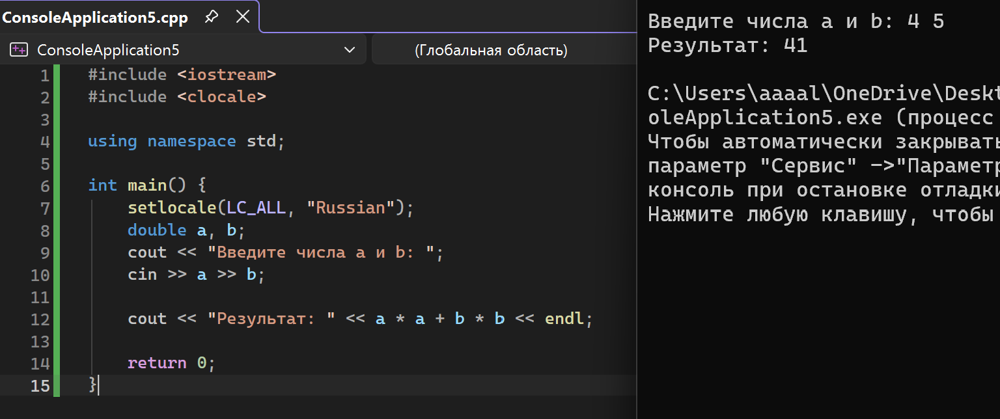 ConsoleApplication5.cpp
ConsoleApplication5
(Глобальная область)
1 #include <iostream>
2 #include <clocale>
3
4 using namespace std;
5
6 int main() {
7 setlocale(LC_ALL, "Russian");
8 double a, b;
9 cout << "Введите числа a и b: ";
10 cin >> a >> b;
11
12 cout << "Результат: " << a * a + b * b << endl;
13
14 return 0;
15 }
Введите числа a и b: 4 5
Результат: 41
C:\Users\aaaal\OneDrive\Deskt
oleApplication5.exe (процесс
Чтобы автоматически закрывать
параметр "Сервис" ->"Параметр
консоль при остановке отладки
Нажмите любую клавишу, чтобы